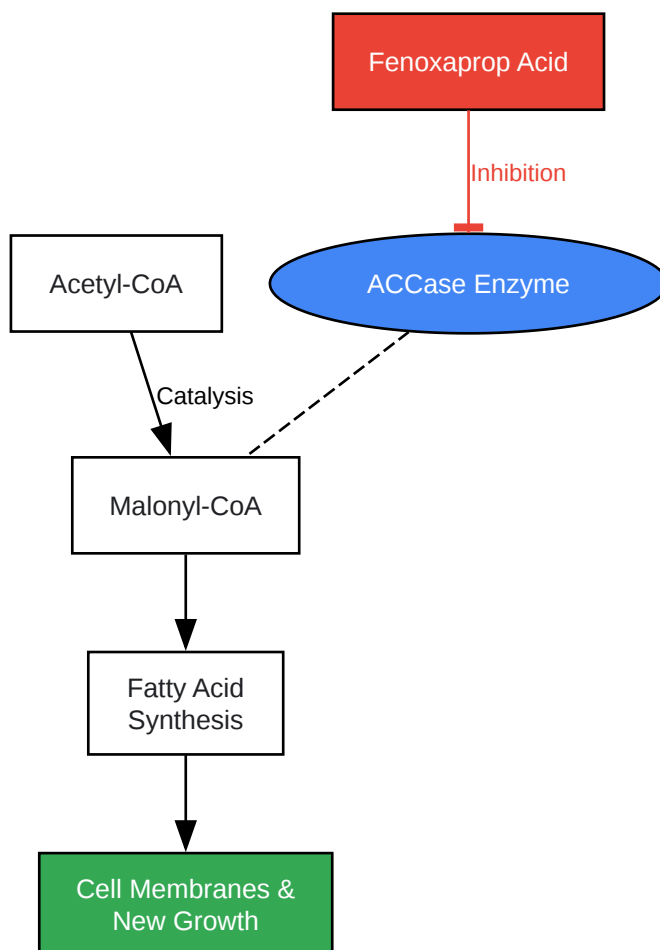 Fenoxaprop Acid
Inhibition
Acetyl-CoA
ACCase Enzyme
Catalysis
Malonyl-CoA
Fatty Acid
Synthesis
Cell Membranes &
New Growth